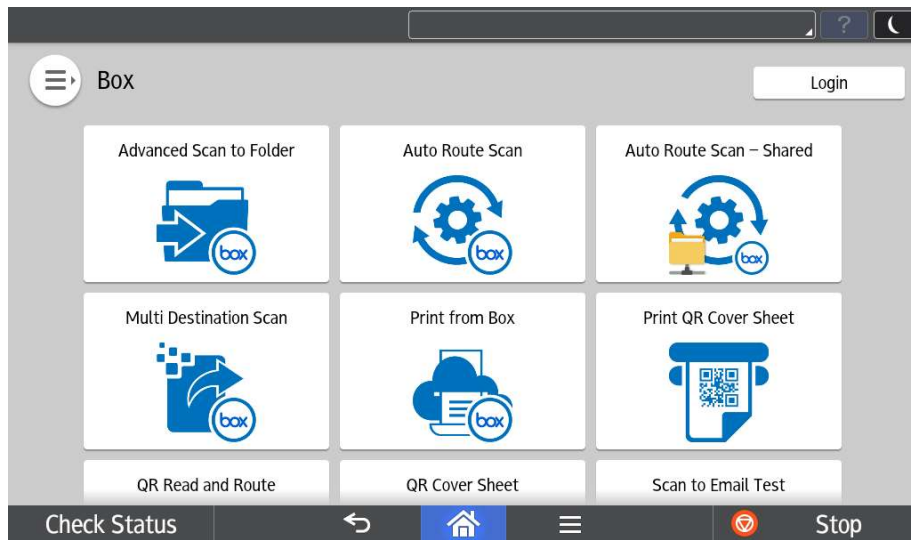 ?
Box
Login
Advanced Scan to Folder
Auto Route Scan
Auto Route Scan – Shared
box
box
box
Multi Destination Scan
Print from Box
Print QR Cover Sheet
box
box
QR Read and Route
QR Cover Sheet
Scan to Email Test
Check Status
Stop